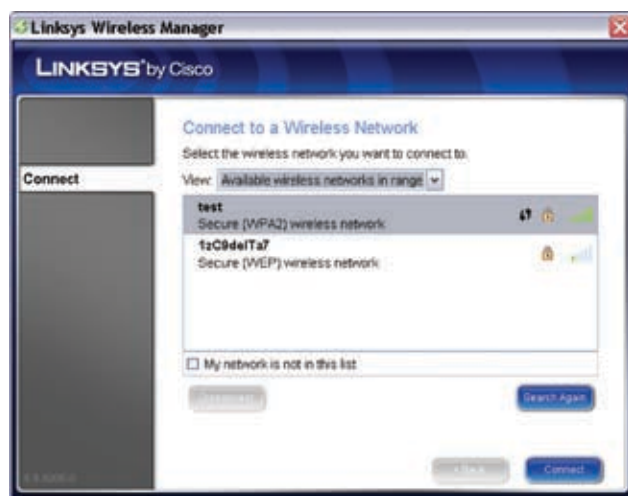 Linksys Wireless Manager
LINKSYS® by Cisco
Connect to a Wireless Network
Select the wireless network you want to connect to.
Connect
View: Available wireless networks in range
test
Secure (WPA2) wireless network
1zC9delTa7
Secure (WEP) wireless network
My network is not in this list
Search Again
Connect